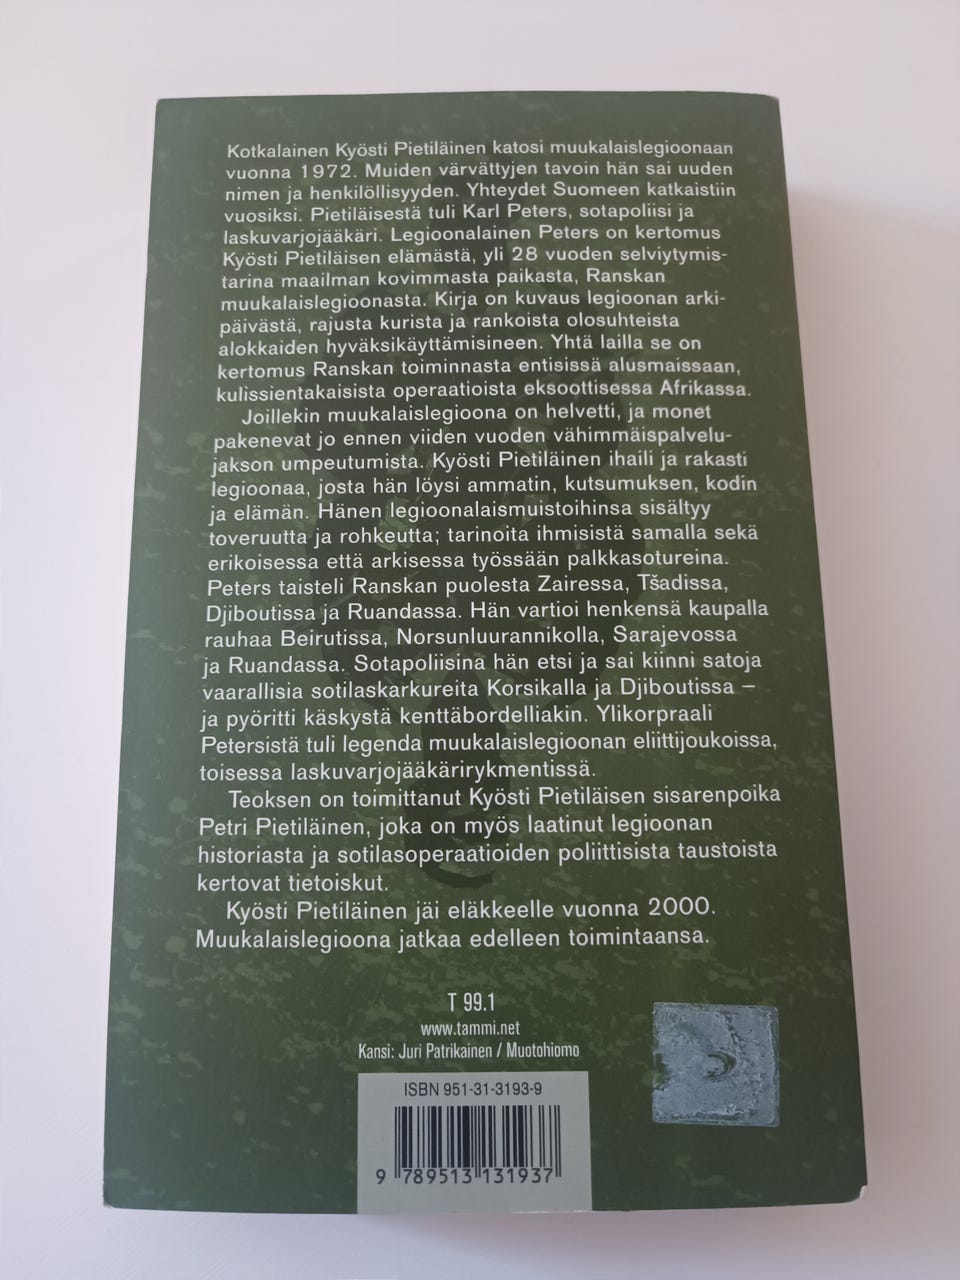 Kotkalainen Kyösti Pietiläinen katosi muukalaislegioonaan
vuonna 1972. Muiden värvättyjen tavoin hän sai uuden
nimen ja henkilöllisyyden. Yhteydet Suomeen katkaistiin
vuosiksi. Pietiläisestä tuli Karl Peters, sotapoliisi ja
laskuvarjojääkäri. Legioonalainen Peters on kertomus
Kyösti Pietiläisen elämästä, yli 28 vuoden selviytymis-
tarina maailman kovimmasta paikasta, Ranskan
muukalaislegioonasta. Kirja on kuvaus legioonan arki-
päivästä, rajusta kurista ja rankoista olosuhteista
alokkaiden hyväksikäyttämisineen. Yhtä lailla se on
kertomus Ranskan toiminnasta entisissä alusmaissaan,
kulissientakaisista operaatioista eksoottisessa Afrikassa.
Joillekin muukalaislegioona on helvetti, ja monet
pakenevat jo ennen viiden vuoden vähimmäispalvelu-
jakson umpeutumista. Kyösti Pietiläinen ihaili ja rakasti
legioonaa, josta hän löysi ammatin, kutsumuksen, kodin
ja elämän. Hänen legioonalaismuistoihinsa sisältyy
toveruutta ja rohkeutta; tarinoita ihmisistä samalla sekä
erikoisessa että arkisessa työssään palkkasotureina.
Peters taisteli Ranskan puolesta Zairessa, Tšadissa,
Djiboutissa ja Ruandassa. Hän vartioi henkensä kaupalla
rauhaa Beirutissa, Norsunluurannikolla, Sarajevossa
ja Ruandassa. Sotapoliisina hän etsi ja sai kiinni satoja
vaarallisia sotilaskarkureita Korsikalla ja Djiboutissa –
ja pyöritti käskystä kenttäbordelliakin. Ylikorpraali
Petersistä tuli legenda muukalaislegioonan eliittijoukoissa,
toisessa laskuvarjojääkärirykmentissä.
Teoksen on toimittanut Kyösti Pietiläisen sisarenpoika
Petri Pietiläinen, joka on myös laatinut legioonan
historiasta ja sotilasoperaatioiden poliittisista taustoista
kertovat tietoiskut.
Kyösti Pietiläinen jäi eläkkeelle vuonna 2000.
Muukalaislegioona jatkaa edelleen toimintaansa.
T 99.1
www.tammi.net
Kansi: Juri Patrikainen / Muotohiomo
ISBN 951-31-3193-9
9 789513 131937